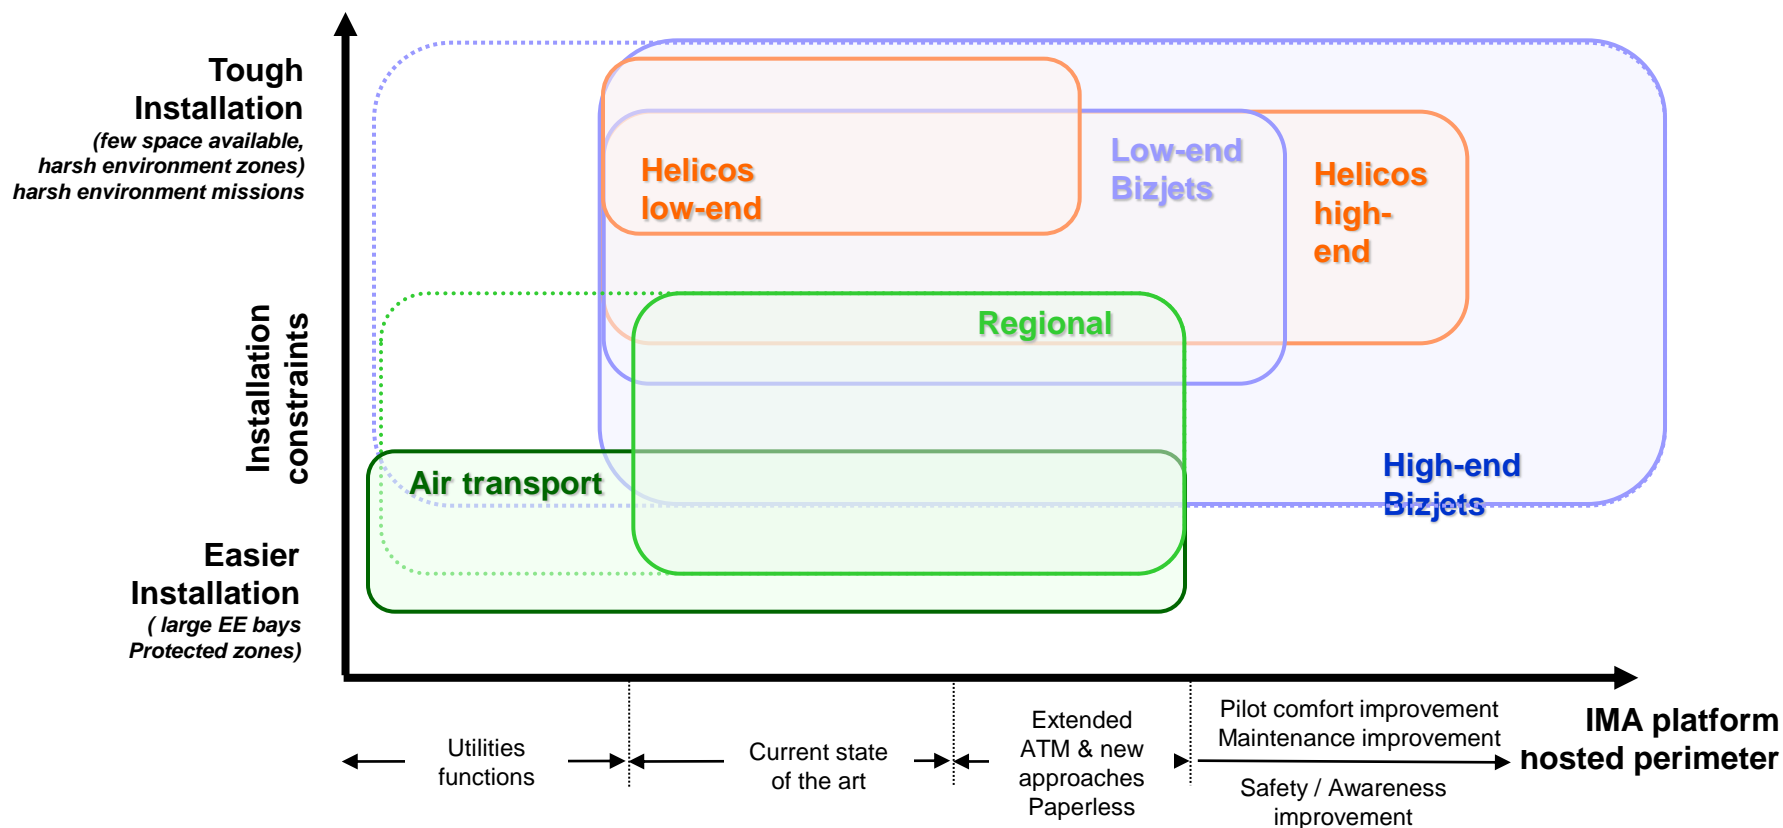 Tough
Installation
(few space available,
harsh environment zones)
harsh environment missions
Helicos
low-end
Low-end
Bizjets
Helicos
high-
end
Installation
constraints
Regional
Air transport
High-end
Bizjets
Easier
Installation
( large EE bays
Protected zones)
Utilities
functions
Current state
of the art
Extended
ATM & new
approaches
Paperless
Pilot comfort improvement
Maintenance improvement
Safety / Awareness
improvement
IMA platform
hosted perimeter